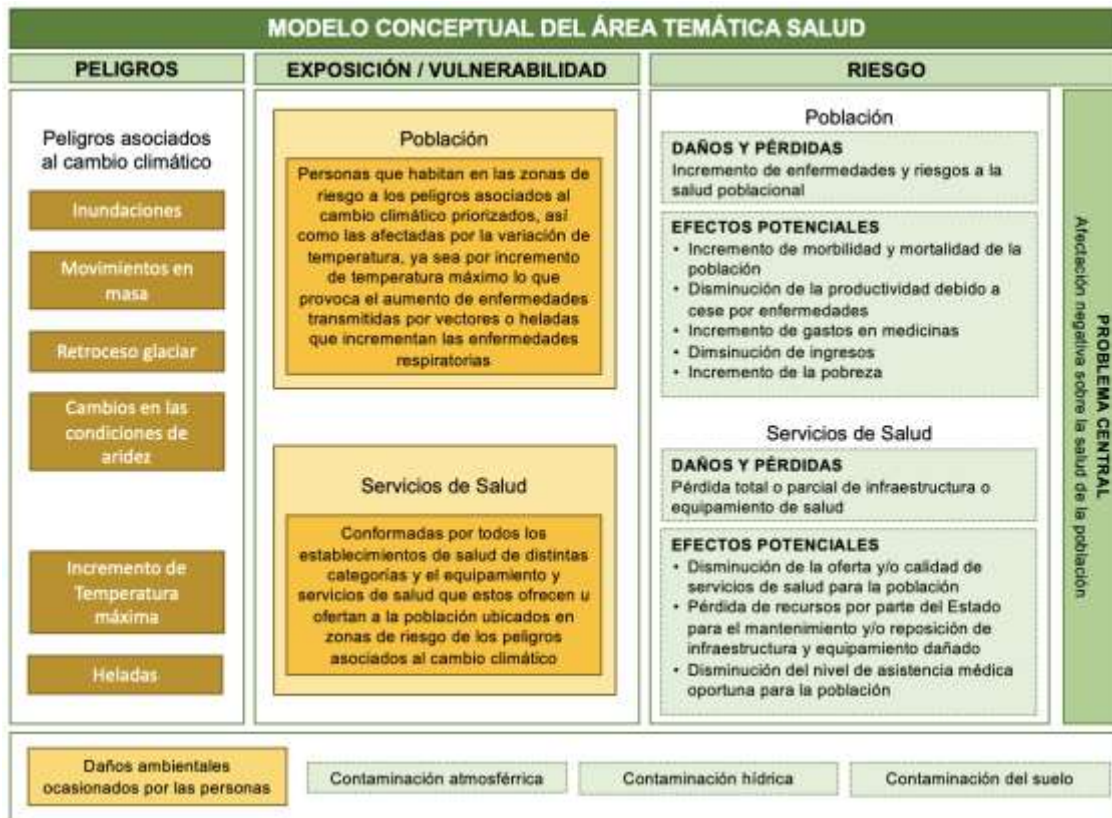 MODELO CONCEPTUAL DEL ÁREA TEMÁTICA SALUD
PELIGROS
EXPOSICIÓN / VULNERABILIDAD
RIESGO
Peligros asociados
al cambio climático
Inundaciones
Movimientos en
masa
Retroceso glaciar
Cambios en las
condiciones de
aridez
Incremento de
Temperatura
máxima
Heladas
Población
Personas que habitan en las zonas de
riesgo a los peligros asociados al
cambio climático priorizados, así
como las afectadas por la variación de
temperatura, ya sea por incremento
de temperatura máximo lo que
provoca el aumento de enfermedades
transmitidas por vectores o heladas
que incrementan las enfermedades
respiratorias
Servicios de Salud
Conformadas por todos los
establecimientos de salud de distintas
categorías y el equipamiento y
servicios de salud que estos ofrecen u
ofertan a la población ubicados en
zonas de riesgo de los peligros
asociados al cambio climático
Población
DAÑOS Y PÉRDIDAS
Incremento de enfermedades y riesgos a la
salud poblacional
EFECTOS POTENCIALES
• Incremento de morbilidad y mortalidad de la
población
• Disminución de la productividad debido a
cese por enfermedades
• Incremento de gastos en medicinas
• Dimsinución de ingresos
• Incremento de la pobreza
Servicios de Salud
DAÑOS Y PÉRDIDAS
Pérdida total o parcial de infraestructura o
equipamiento de salud
EFECTOS POTENCIALES
• Disminución de la oferta y/o calidad de
servicios de salud para la población
• Pérdida de recursos por parte del Estado
para el mantenimiento y/o reposición de
infraestructura y equipamiento dañado
• Disminución del nivel de asistencia médica
oportuna para la población
PROBLEMA CENTRAL
Afectación negativa sobre la salud de la población
Daños ambientales
ocasionados por las personas
Contaminación atmosférrica
Contaminación hídrica
Contaminación del suelo